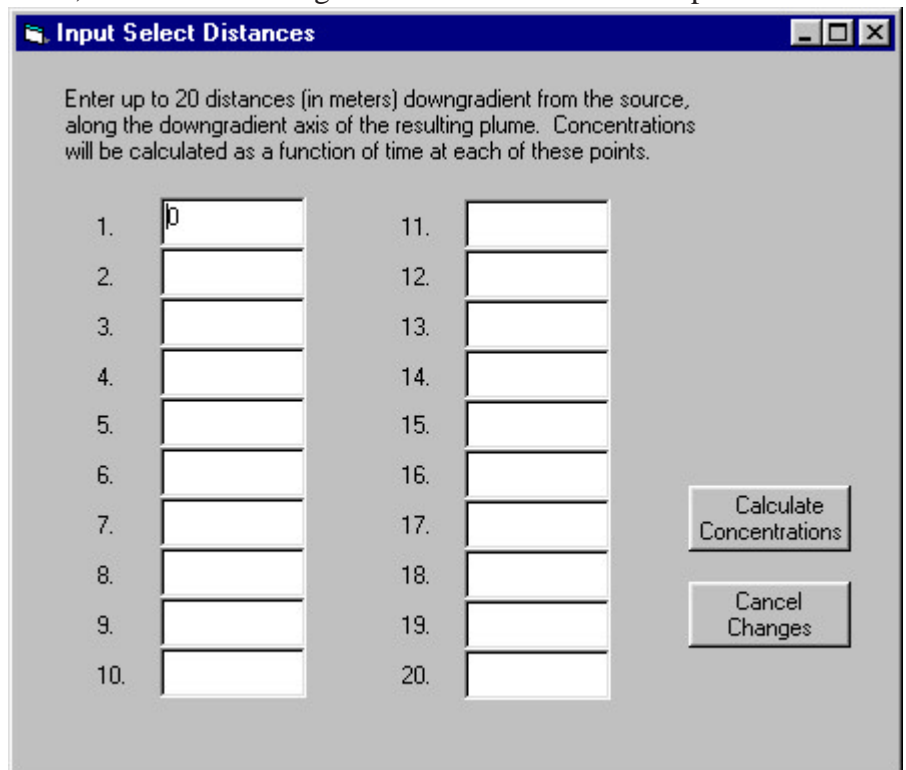 Input Select Distances
Enter up to 20 distances (in meters) downgradient from the source,
along the downgradient axis of the resulting plume. Concentrations
will be calculated as a function of time at each of these points.
1. 0
2.
3.
4.
5.
6.
7.
8.
9.
10.
11.
12.
13.
14.
15.
16.
17.
18.
19.
20.
Calculate
Concentrations
Cancel
Changes